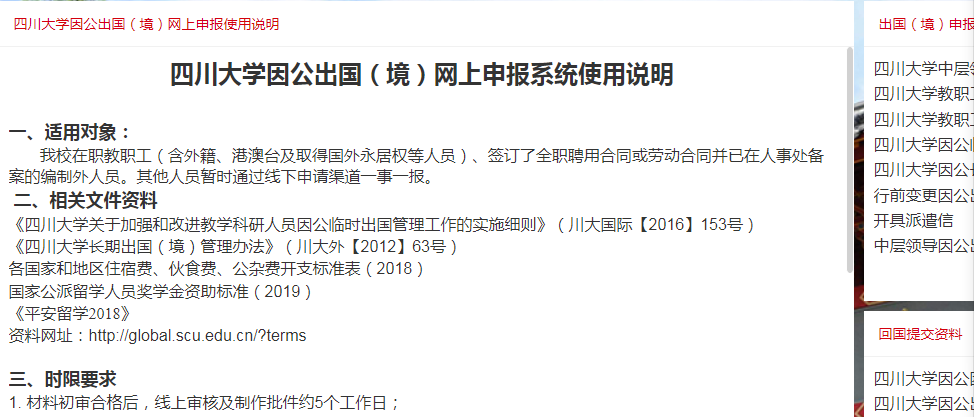 四川大学因公出国（境）网上申报使用说明
四川大学因公出国（境）网上申报系统使用说明
一、适用对象：
我校在职教职工（含外籍、港澳台及取得国外永居权等人员）、签订了全职聘用合同或劳动合同并已在人事处备
案的编制外人员。其他人员暂时通过线下申请渠道一事一报。
二、相关文件资料
《四川大学关于加强和改进教学科研人员因公临时出国管理工作的实施细则》（川大国际【2016】153号）
《四川大学长期出国（境）管理办法》（川大外【2012】63号）
各国家和地区住宿费、伙食费、公杂费开支标准表（2018）
国家公派留学人员奖学金资助标准（2019）
《平安留学2018》
资料网址：http://global.scu.edu.cn/?terms
三、时限要求
1. 材料初审合格后，线上审核及制作批件约5个工作日；
出国（境）申报
四川大学中层领
四川大学教职工
四川大学教职工
四川大学因公临
四川大学因公长
行前变更因公出
开具派遣信
中层领导因公出
回国提交资料
四川大学因公因
四川大学因公出